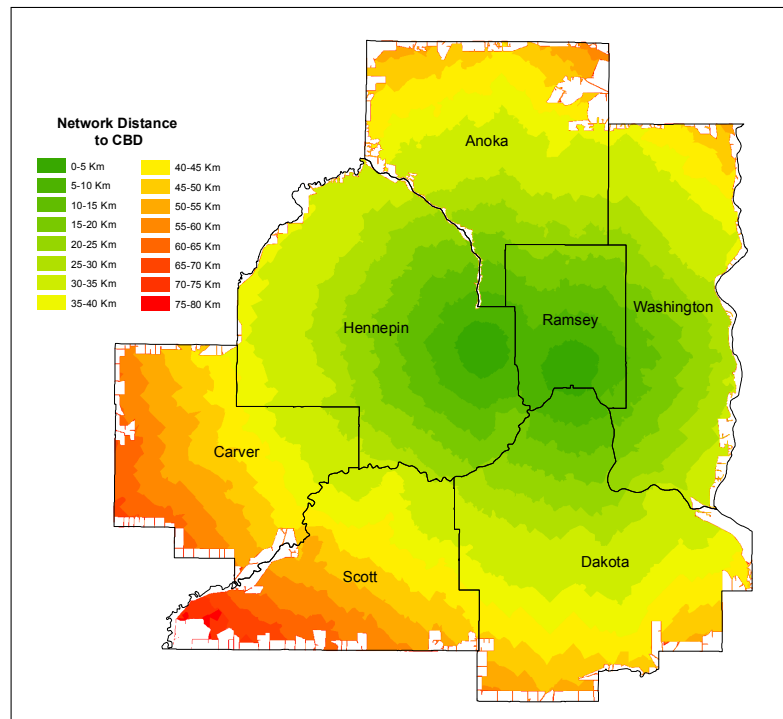 Network Distance
to CBD
0-5 Km
5-10 Km
10-15 Km
15-20 Km
20-25 Km
25-30 Km
30-35 Km
35-40 Km
40-45 Km
45-50 Km
50-55 Km
55-60 Km
60-65 Km
65-70 Km
70-75 Km
75-80 Km
Anoka
Hennepin
Ramsey
Washington
Carver
Scott
Dakota